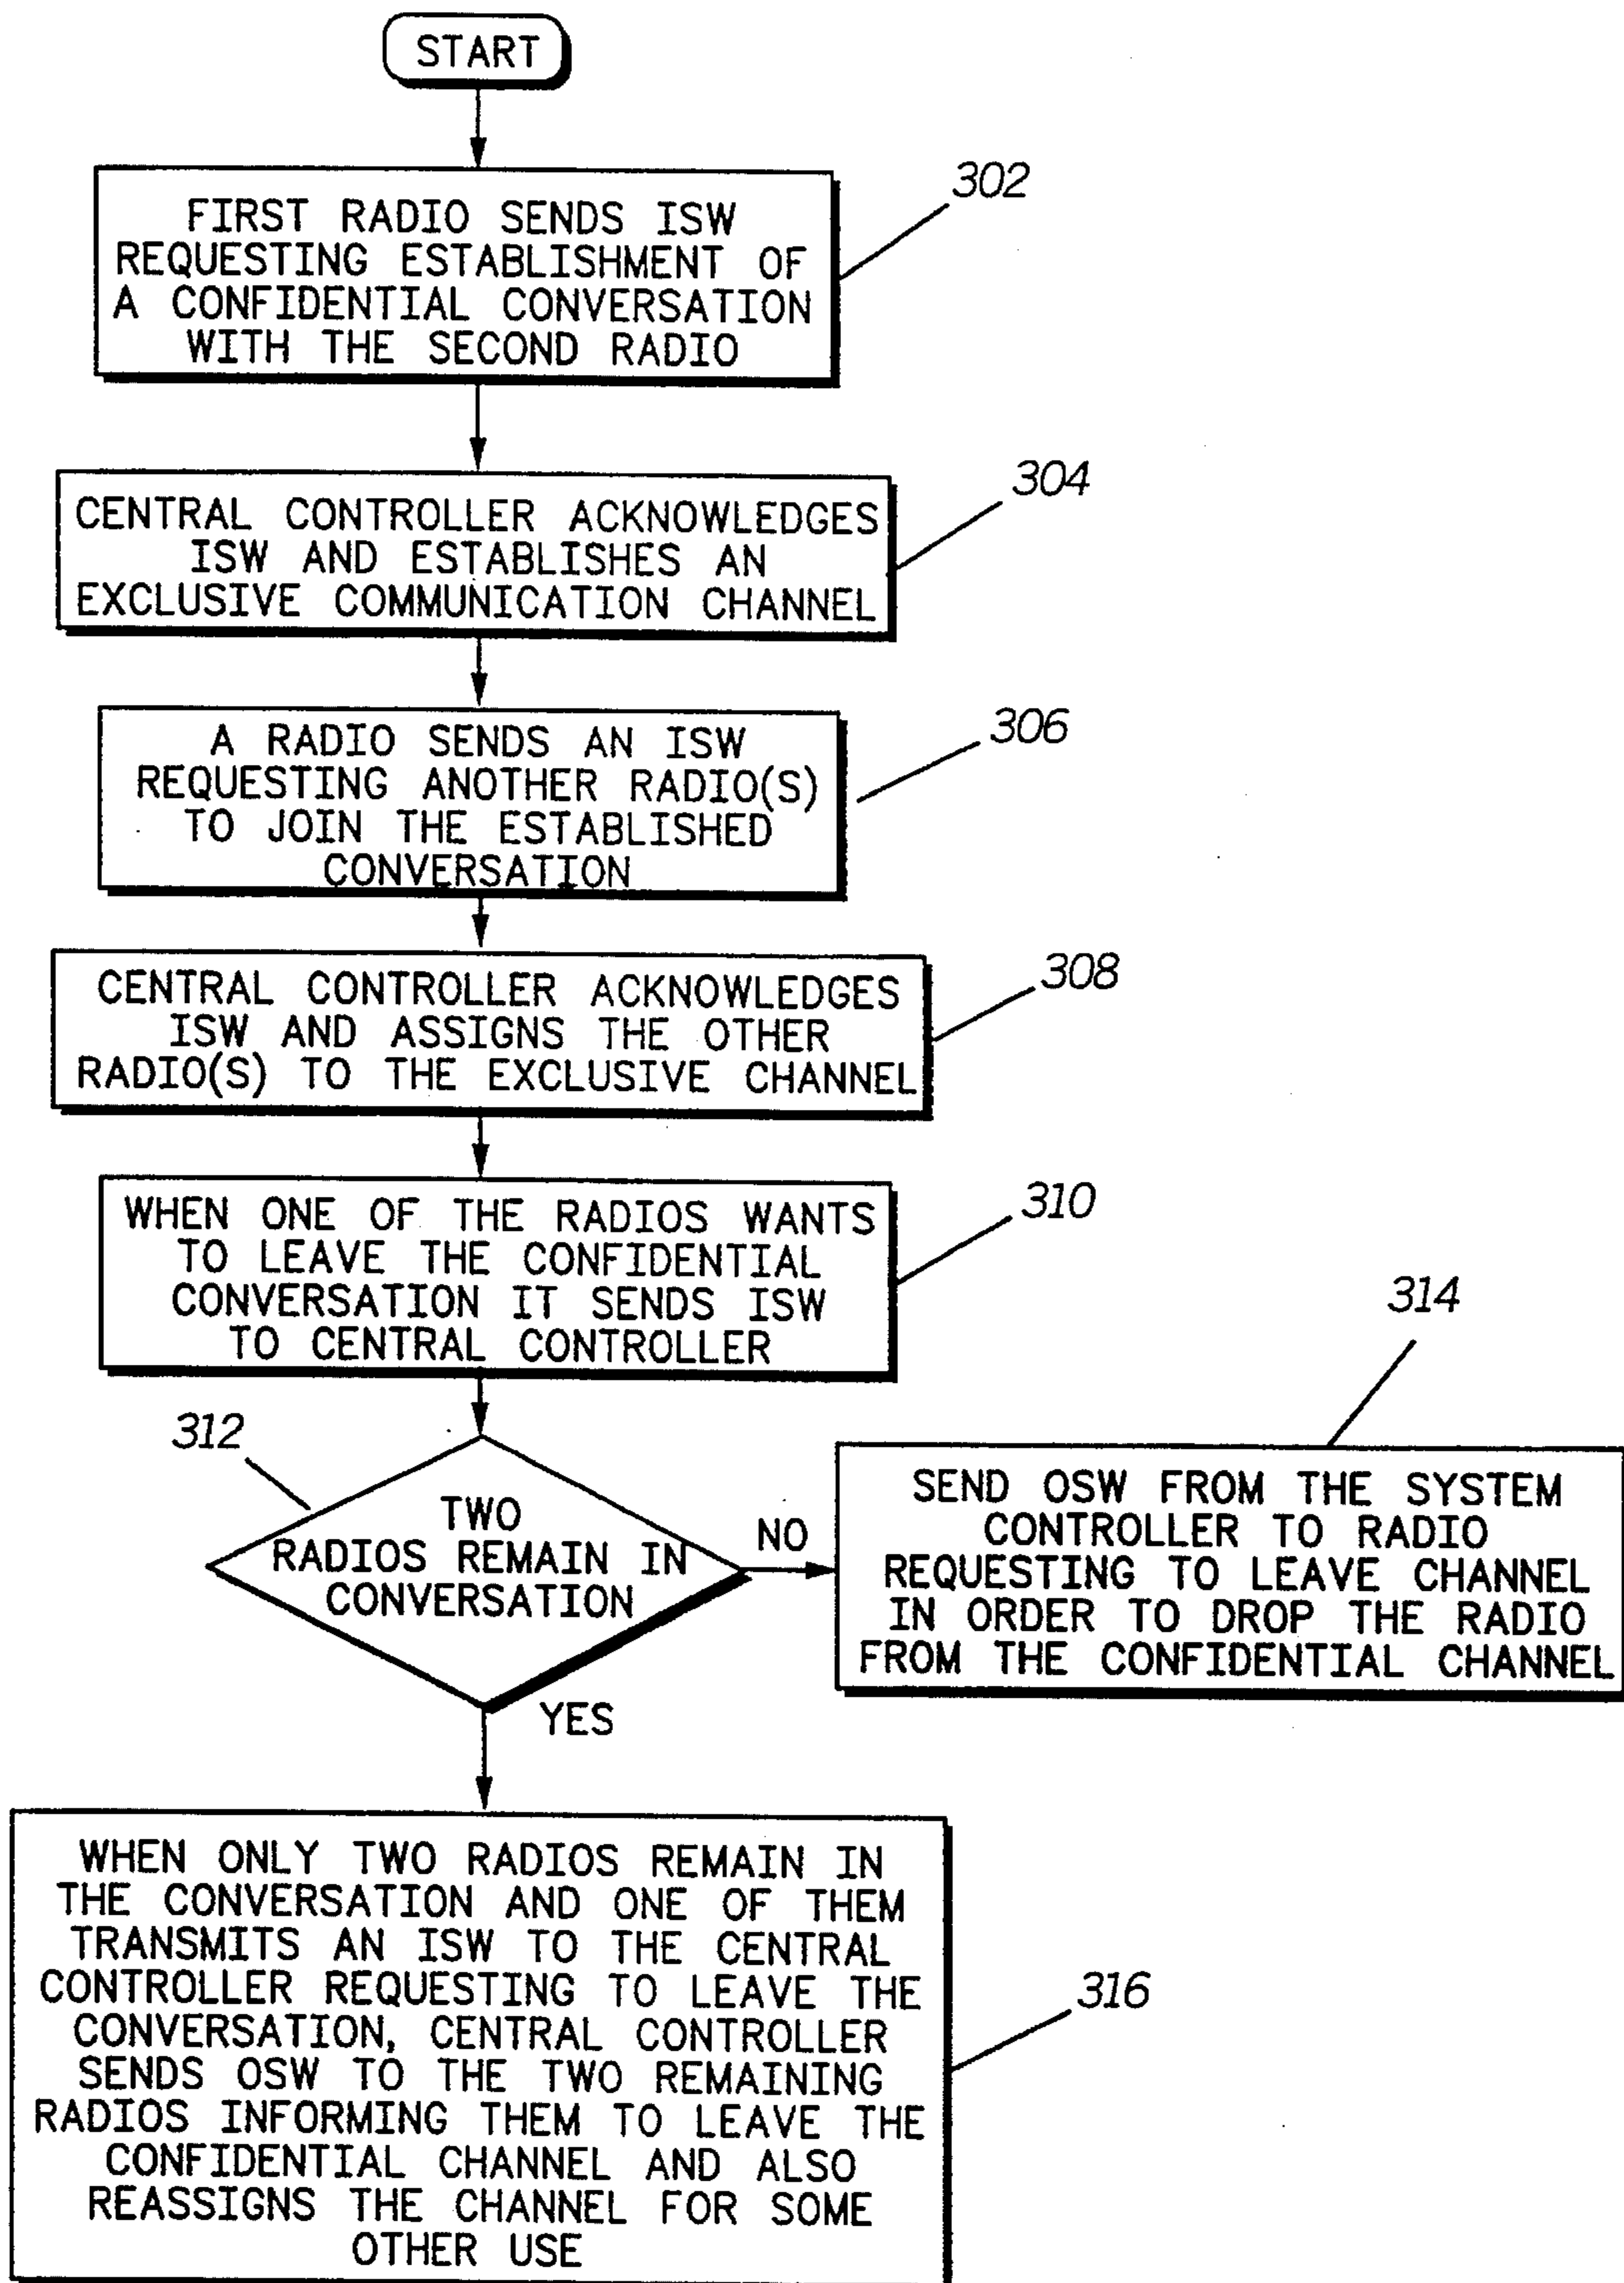 START
302
FIRST RADIO SENDS ISW
REQUESTING ESTABLISHMENT OF
A CONFIDENTIAL CONVERSATION
WITH THE SECOND RADIO
304
CENTRAL CONTROLLER ACKNOWLEDGES
ISW AND ESTABLISHES AN
EXCLUSIVE COMMUNICATION CHANNEL
306
A RADIO SENDS AN ISW
REQUESTING ANOTHER RADIO(S)
TO JOIN THE ESTABLISHED
CONVERSATION
308
CENTRAL CONTROLLER ACKNOWLEDGES
ISW AND ASSIGNS THE OTHER
RADIO(S) TO THE EXCLUSIVE CHANNEL
310
WHEN ONE OF THE RADIOS WANTS
TO LEAVE THE CONFIDENTIAL
CONVERSATION IT SENDS ISW
TO CENTRAL CONTROLLER
312
TWO
RADIOS REMAIN IN
CONVERSATION
NO
314
SEND OSW FROM THE SYSTEM
CONTROLLER TO RADIO
REQUESTING TO LEAVE CHANNEL
IN ORDER TO DROP THE RADIO
FROM THE CONFIDENTIAL CHANNEL
YES
WHEN ONLY TWO RADIOS REMAIN IN
THE CONVERSATION AND ONE OF THEM
TRANSMITS AN ISW TO THE CENTRAL
CONTROLLER REQUESTING TO LEAVE THE
CONVERSATION, CENTRAL CONTROLLER
SENDS OSW TO THE TWO REMAINING
RADIOS INFORMING THEM TO LEAVE THE
CONFIDENTIAL CHANNEL AND ALSO
REASSIGNS THE CHANNEL FOR SOME
OTHER USE
316